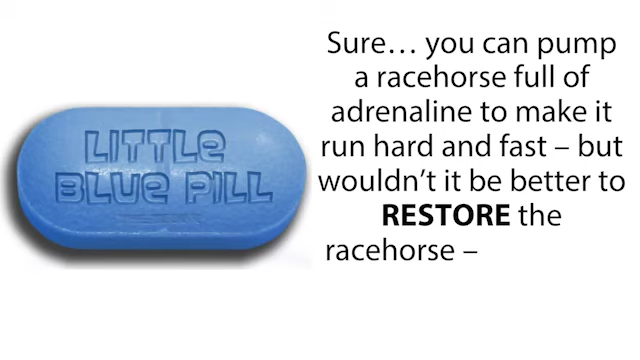 LITTLE
BLUE PILL
Sure… you can pump
a racehorse full of
adrenaline to make it
run hard and fast – but
wouldn't it be better to
RESTORE the
racehorse –